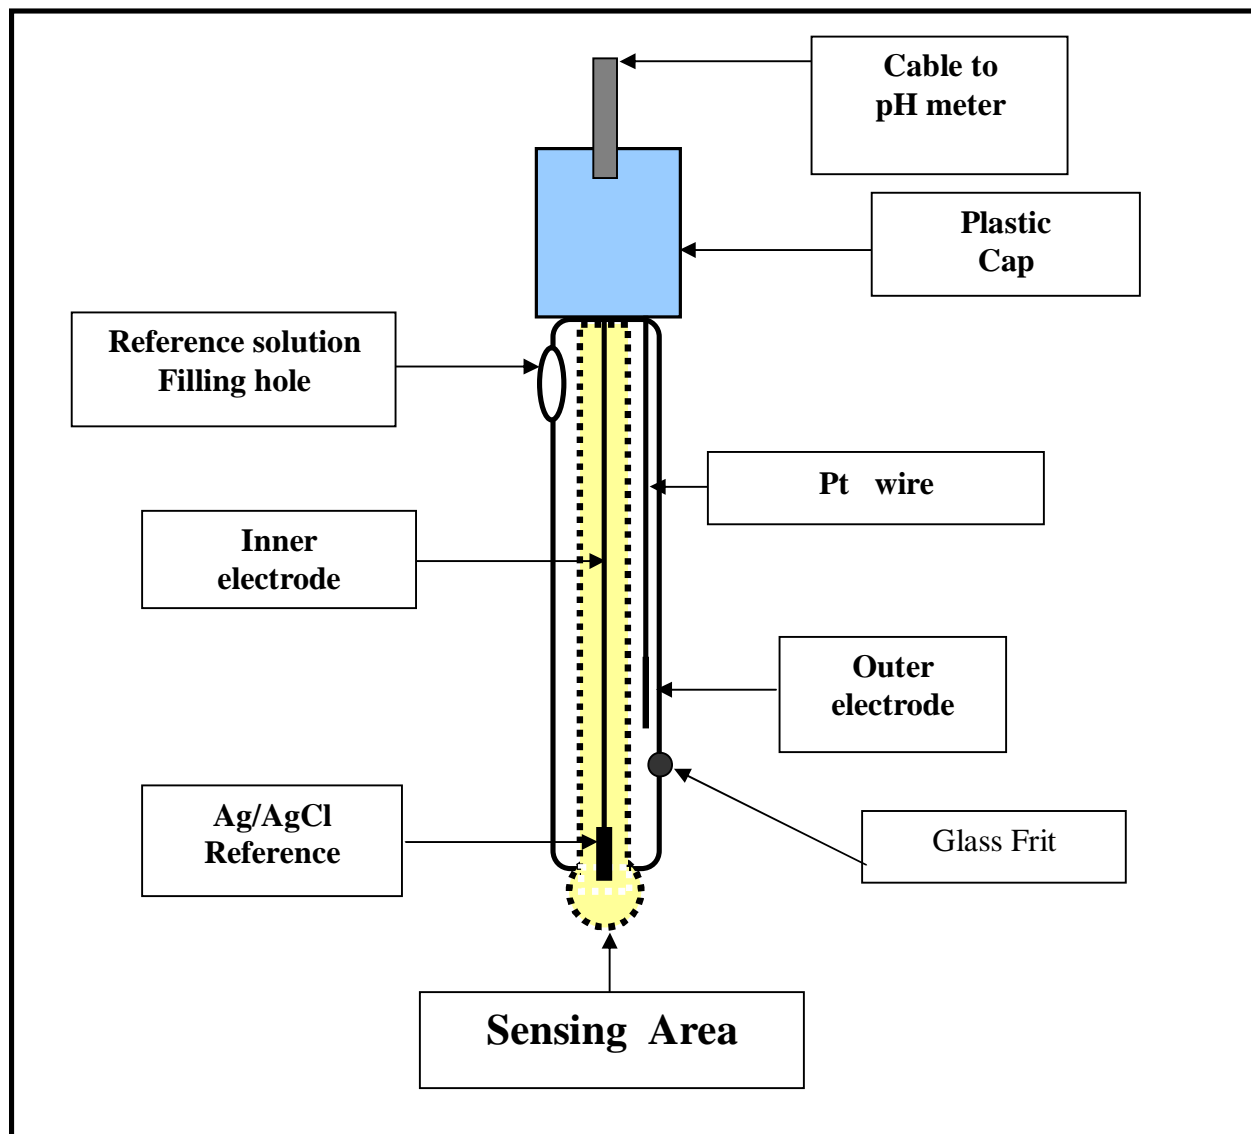 Cable to
pH meter
Plastic
Cap
Reference solution
Filling hole
Pt wire
Inner
electrode
Outer
electrode
Ag/AgCl
Reference
Glass Frit
Sensing Area